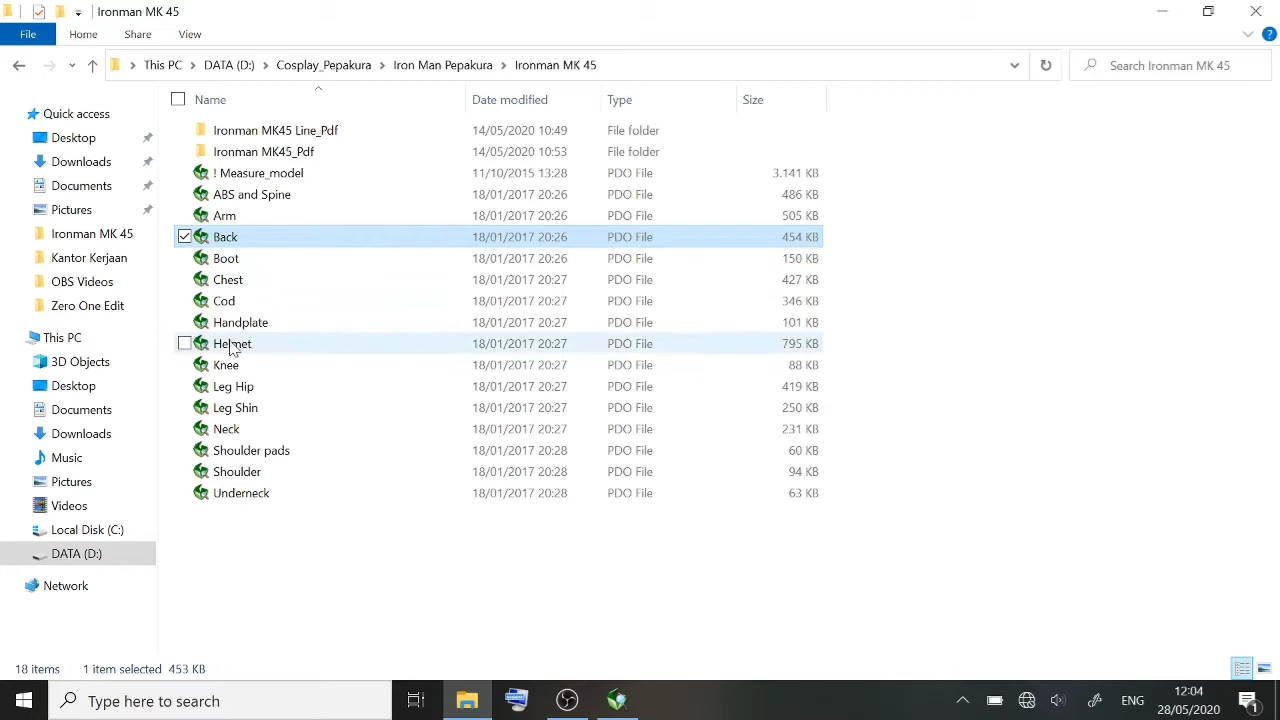 Ironman MK 45
File Home Share View
This PC DATA (D:) Cosplay_Pepakura Iron Man Pepakura Ironman MK 45 Search Ironman MK 45
Name Date modified Type Size
Quick access
Desktop
Downloads
Documents
Pictures
Ironman MK 45
Kantor Kerjaan
OBS Videos
Zero One Edit
This PC
3D Objects
Desktop
Documents
Downloads
Music
Pictures
Videos
Local Disk (C:)
DATA (D:)
Network
Ironman MK45 Line_Pdf 14/05/2020 10:49 File folder
Ironman MK45_Pdf 14/05/2020 10:53 File folder
! Measure_model 11/10/2015 13:28 PDO File 3.141 KB
ABS and Spine 18/01/2017 20:26 PDO File 486 KB
Arm 18/01/2017 20:26 PDO File 505 KB
Back 18/01/2017 20:26 PDO File 454 KB
Boot 18/01/2017 20:26 PDO File 150 KB
Chest 18/01/2017 20:27 PDO File 427 KB
Cod 18/01/2017 20:27 PDO File 346 KB
Handplate 18/01/2017 20:27 PDO File 101 KB
Helmet 18/01/2017 20:27 PDO File 795 KB
Knee 18/01/2017 20:27 PDO File 88 KB
Leg Hip 18/01/2017 20:27 PDO File 419 KB
Leg Shin 18/01/2017 20:27 PDO File 250 KB
Neck 18/01/2017 20:27 PDO File 231 KB
Shoulder pads 18/01/2017 20:28 PDO File 60 KB
Shoulder 18/01/2017 20:28 PDO File 94 KB
Underneck 18/01/2017 20:28 PDO File 63 KB
18 items 1 item selected 453 KB
Type here to search
ENG
12:04
28/05/2020
1